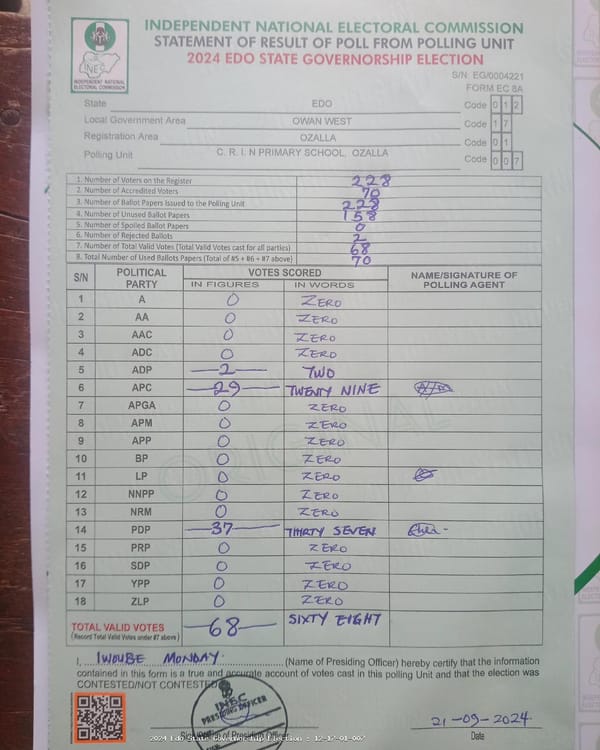 INDEPENDENT NATIONAL ELECTORAL COMMISSION
STATEMENT OF RESULT OF POLL FROM POLLING UNIT
2024 EDO STATE GOVERNORSHIP ELECTION
INEC
INDEPENDENT NATIONAL
ELECTORAL COMMISSION
S/N: EG/0004221
FORM EC 8A
State EDO Code 0 1 2
Local Government Area OWAN WEST Code 1 7
Registration Area OZALLA Code 0 1
Polling Unit C. R. I. N PRIMARY SCHOOL, OZALLA Code 0 0 7
1. Number of Voters on the Register 228
2. Number of Accredited Voters 70
3. Number of Ballot Papers Issued to the Polling Unit 228
4. Number of Unused Ballot Papers 158
5. Number of Spoiled Ballot Papers 0
6. Number of Rejected Ballots 2
7. Number of Total Valid Votes (Total Valid Votes cast for all parties) 68
8. Total Number of Used Ballots Papers (Total of #5 + #6 + #7 above) 70
S/N POLITICAL PARTY VOTES SCORED NAME/SIGNATURE OF POLLING AGENT
IN FIGURES IN WORDS
1 A 0 ZERO
2 AA 0 ZERO
3 AAC 0 ZERO
4 ADC 0 ZERO
5 ADP 2 TWO
6 APC 29 TWENTY NINE
7 APGA 0 ZERO
8 APM 0 ZERO
9 APP 0 ZERO
10 BP 0 ZERO
11 LP 0 ZERO
12 NNPP 0 ZERO
13 NRM 0 ZERO
14 PDP 37 THIRTY SEVEN
15 PRP 0 ZERO
16 SDP 0 ZERO
17 YPP 0 ZERO
18 ZLP 0 ZERO
TOTAL VALID VOTES 68 SIXTY EIGHT
(Record Total Valid Votes under #7 above)
ORIGINAL
I, IWOUBE MONDAY (Name of Presiding Officer) hereby certify that the information
contained in this form is a true and accurate account of votes cast in this polling Unit and that the election was
CONTESTED/NOT CONTESTED
INEC
PRESIDING OFFICER
21-09-2024
Date
2024 Edo State Governorship Election : 12-17-01-007